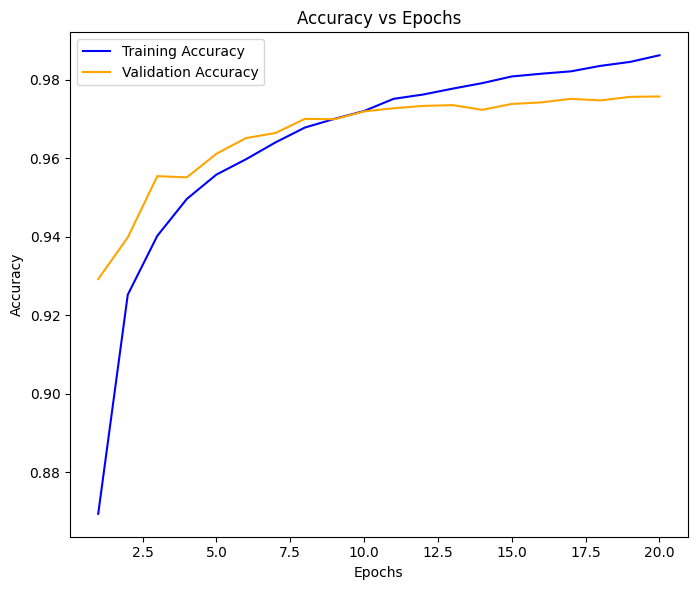 Accuracy vs Epochs
Training Accuracy
Validation Accuracy
0.98
0.96
0.94
0.92
0.90
0.88
Accuracy
2.5 5.0 7.5 10.0 12.5 15.0 17.5 20.0
Epochs